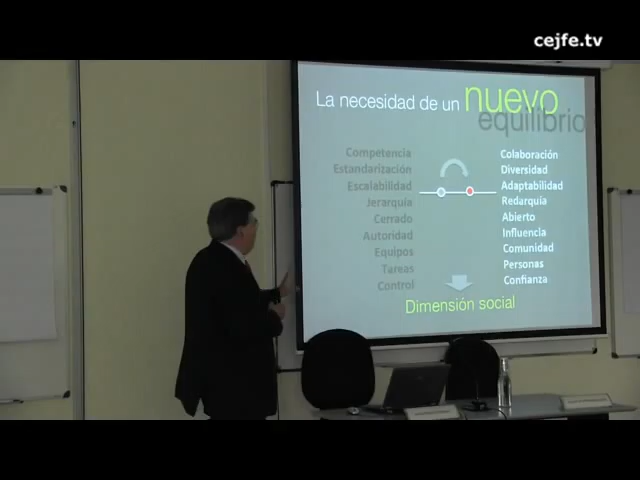 cejfe.tv
La necesidad de un nuevo
equilibrio
Competencia
Estandarización
Escalabilidad
Jerarquía
Cerrado
Autoridad
Equipos
Tareas
Control
Colaboración
Diversidad
Adaptabilidad
Redarquía
Abierto
Influencia
Comunidad
Personas
Confianza
Dimensión social